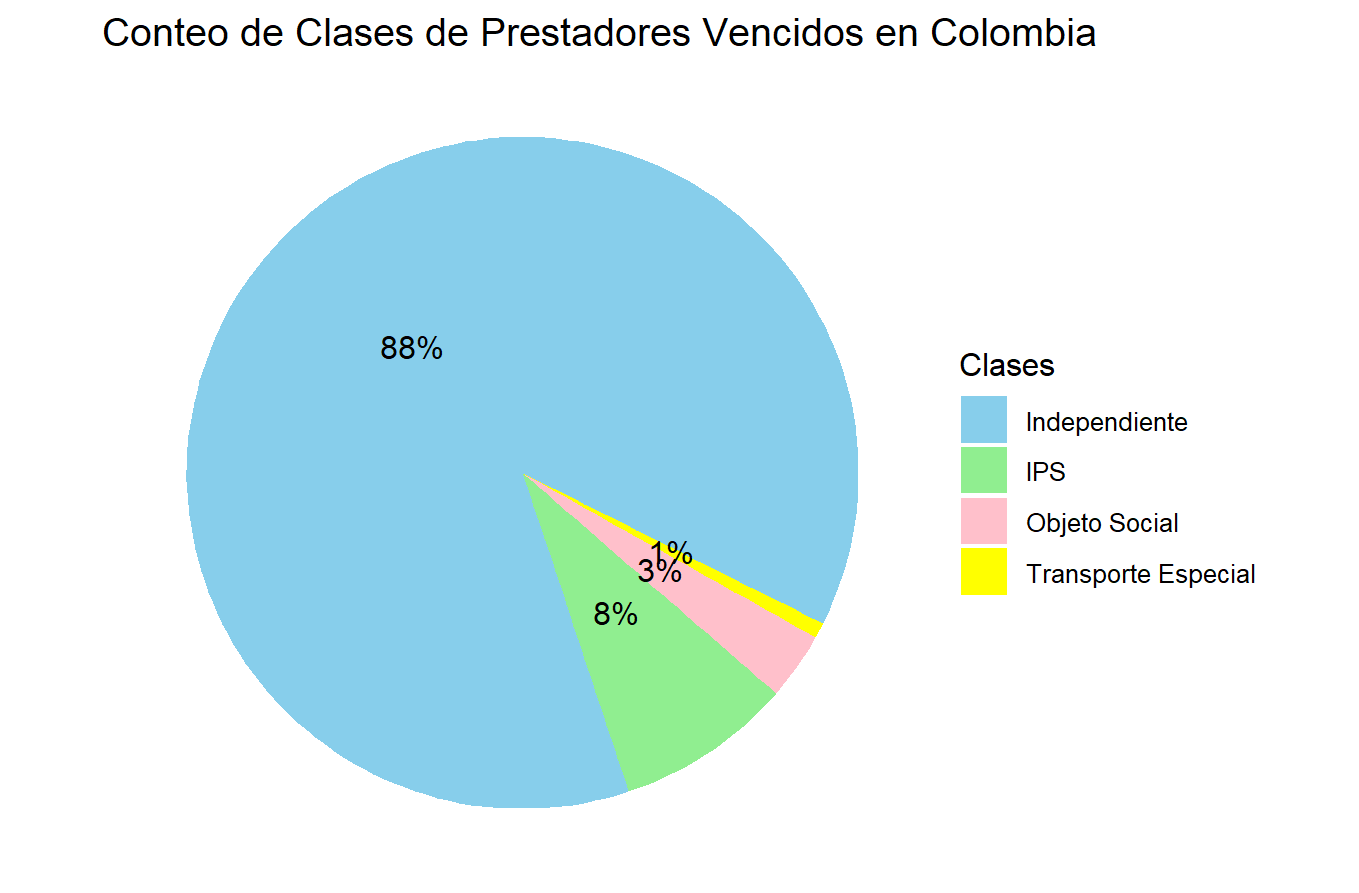 Conteo de Clases de Prestadores Vencidos en Colombia
88%
1%
3%
8%
Clases
Independiente
IPS
Objeto Social
Transporte Especial